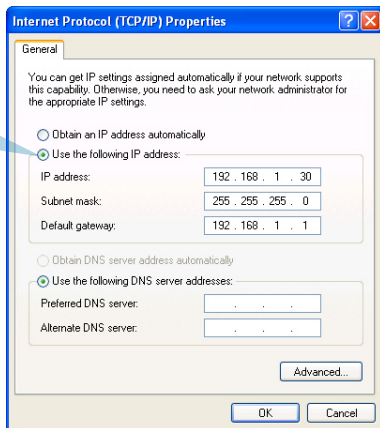 Internet Protocol (TCP/IP) Properties
General
You can get IP settings assigned automatically if your network supports
this capability. Otherwise, you need to ask your network administrator for
the appropriate IP settings.
Obtain an IP address automatically
Use the following IP address:
IP address: 192 . 168 . 1 . 30
Subnet mask: 255 . 255 . 255 . 0
Default gateway: 192 . 168 . 1 . 1
Obtain DNS server address automatically
Use the following DNS server addresses:
Preferred DNS server: . . .
Alternate DNS server: . . .
Advanced...
OK Cancel